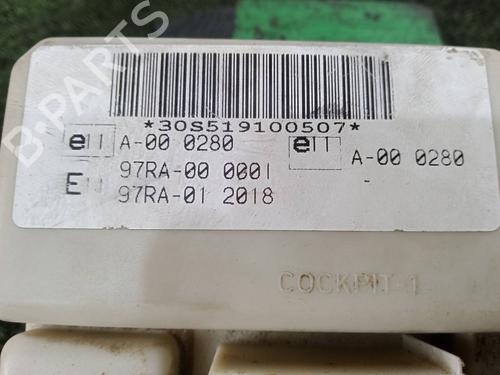 *30S519100507*
e11 A-00 0280 e11 A-00 0280
97RA-00 0001
E11 97RA-01 2018
COCKPIT-1
B-PARTS